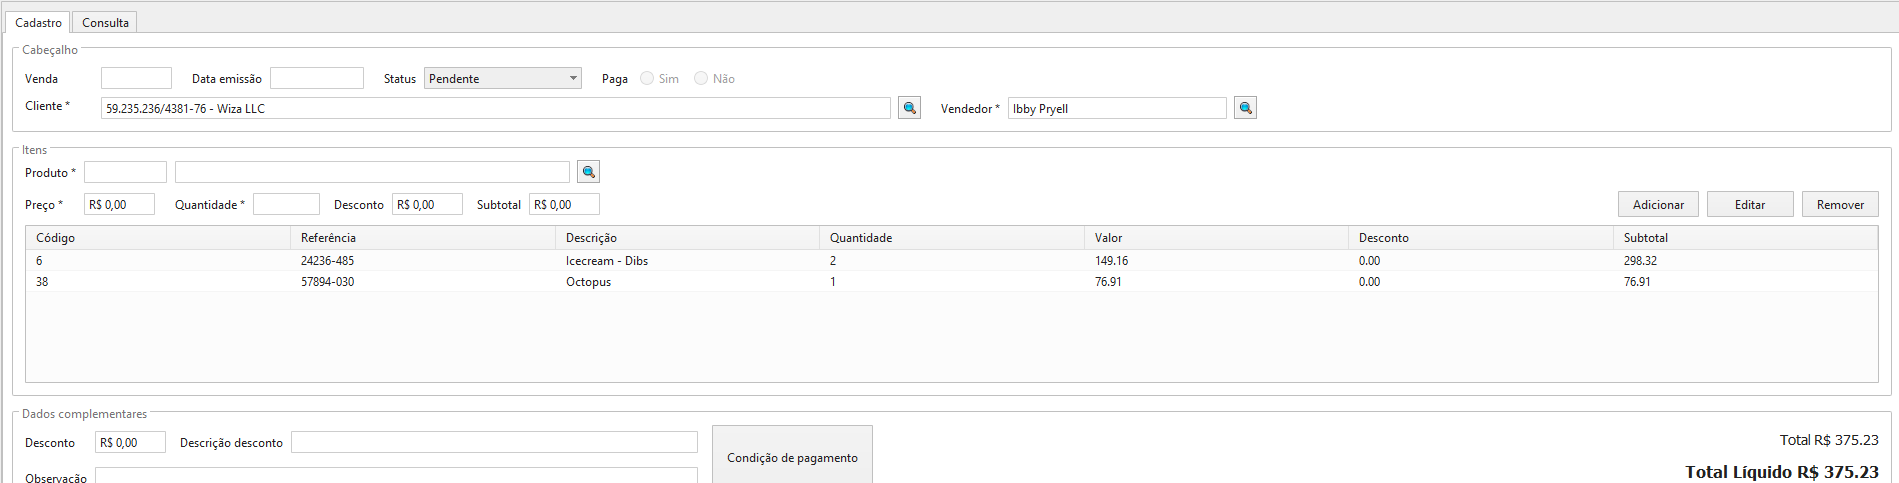 Cadastro Consulta
Cabeçalho
Venda Data emissão Status Pendente Paga Sim Não
Cliente * 59.235.236/4381-76 - Wiza LLC Vendedor * Ibby Pryell
Itens
Produto *
Preço * R$ 0,00 Quantidade * Desconto R$ 0,00 Subtotal R$ 0,00 Adicionar Editar Remover
Código Referência Descrição Quantidade Valor Desconto Subtotal
6 24236-485 Icecream - Dibs 2 149.16 0.00 298.32
38 57894-030 Octopus 1 76.91 0.00 76.91
Dados complementares
Desconto R$ 0,00 Descrição desconto Total R$ 375.23
Condição de pagamento
Observação Total Líquido R$ 375.23